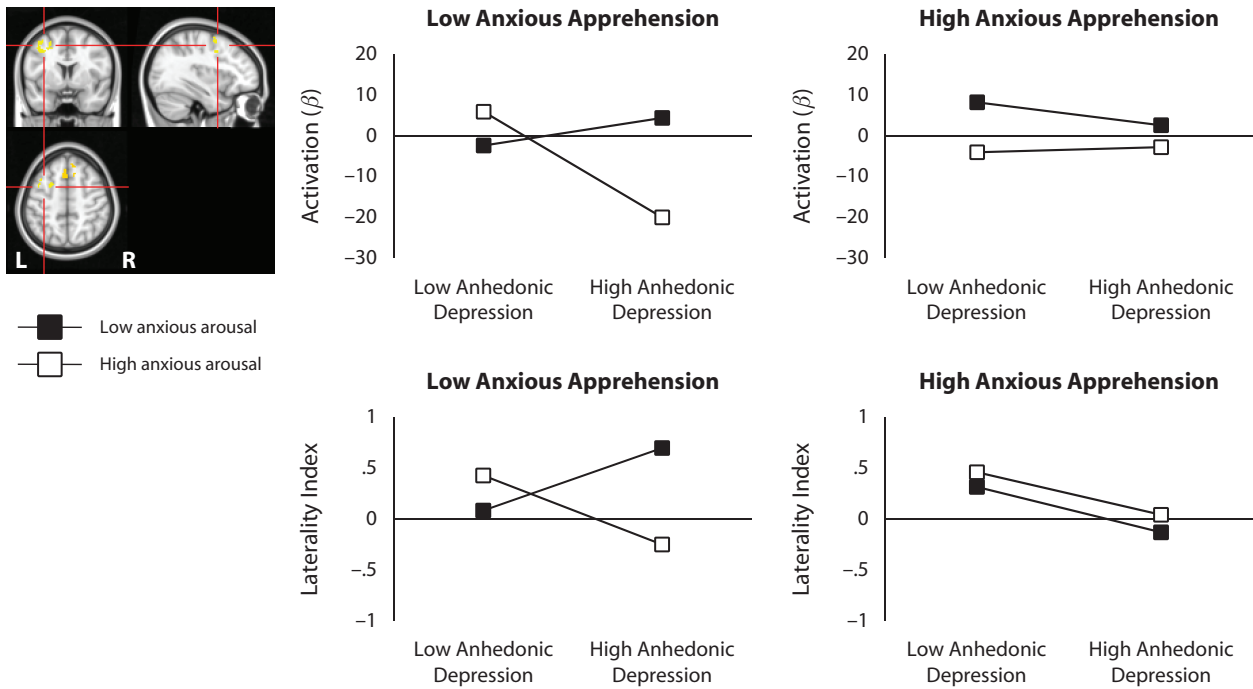 L
R
Low anxious arousal
High anxious arousal
Low Anxious Apprehension
20
10
0
–10
–20
–30
Activation (β)
Low Anhedonic
Depression
High Anhedonic
Depression
High Anxious Apprehension
20
10
0
–10
–20
–30
Activation (β)
Low Anhedonic
Depression
High Anhedonic
Depression
Low Anxious Apprehension
1
.5
0
–.5
–1
Laterality Index
Low Anhedonic
Depression
High Anhedonic
Depression
High Anxious Apprehension
1
.5
0
–.5
–1
Laterality Index
Low Anhedonic
Depression
High Anhedonic
Depression